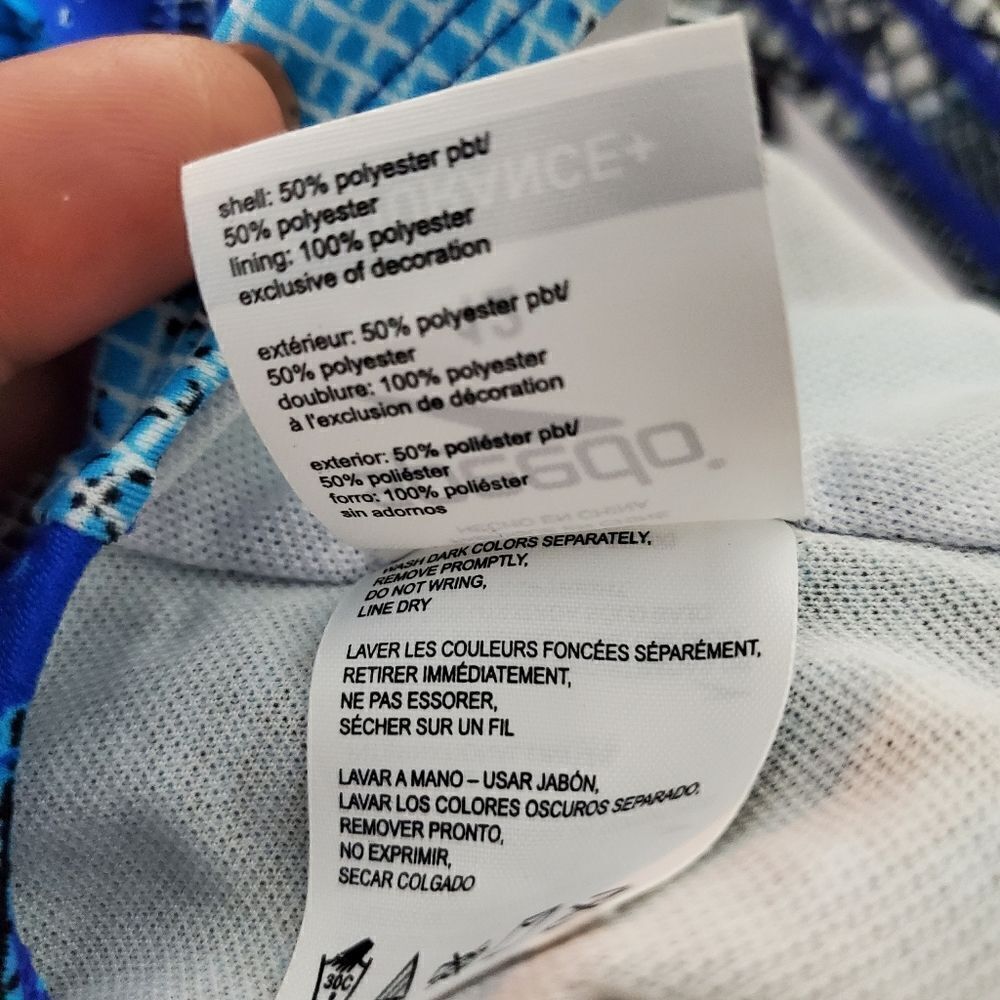 shell: 50% polyester pbt/
50% polyester
lining: 100% polyester
exclusive of decoration
extérieur: 50% polyester pbt/
50% polyester
doublure: 100% polyester
à l'exclusion de décoration
exterior: 50% poliéster pbt/
50% poliéster
forro: 100% poliéster
sin adornos
WASH DARK COLORS SEPARATELY,
REMOVE PROMPTLY,
DO NOT WRING,
LINE DRY
LAVER LES COULEURS FONCÉES SÉPARÉMENT,
RETIRER IMMÉDIATEMENT,
NE PAS ESSORER,
SÉCHER SUR UN FIL
LAVAR A MANO – USAR JABÓN,
LAVAR LOS COLORES OSCUROS SEPARADO,
REMOVER PRONTO,
NO EXPRIMIR,
SECAR COLGADO
30C